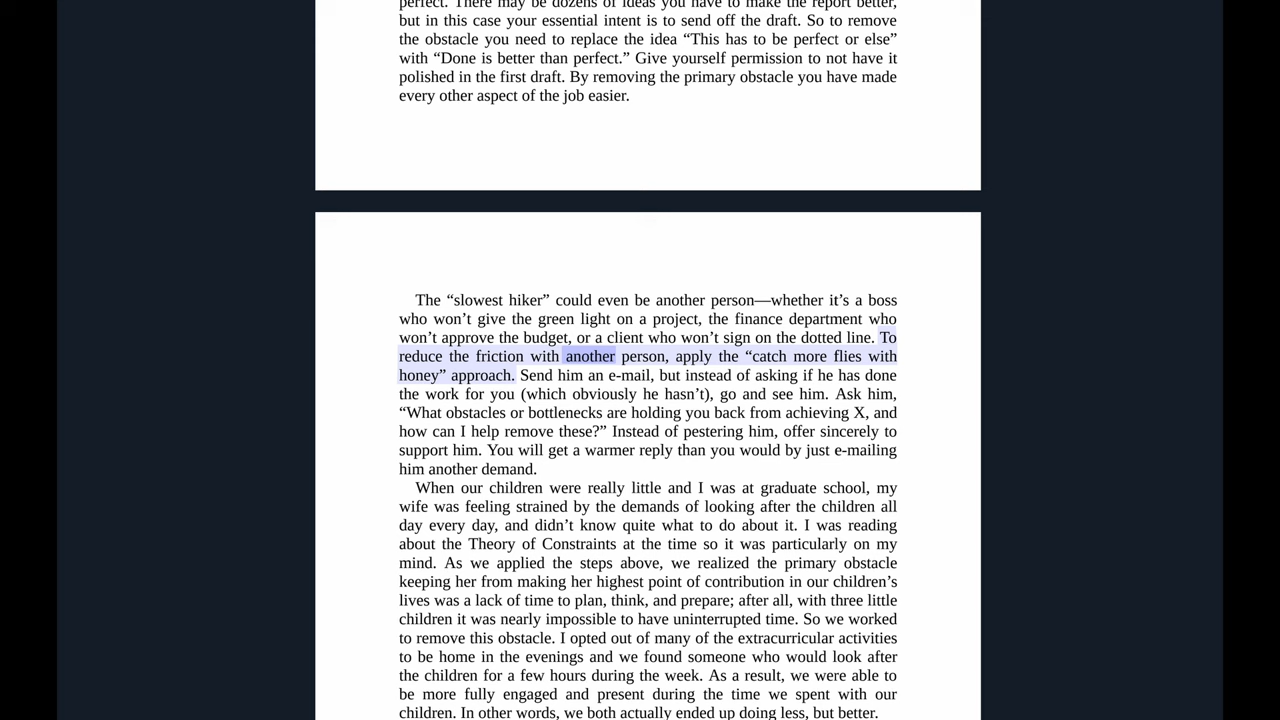 perfect. There may be dozens of ideas you have to make the report better,
but in this case your essential intent is to send off the draft. So to remove
the obstacle you need to replace the idea “This has to be perfect or else”
with “Done is better than perfect.” Give yourself permission to not have it
polished in the first draft. By removing the primary obstacle you have made
every other aspect of the job easier.
The “slowest hiker” could even be another person—whether it’s a boss
who won’t give the green light on a project, the finance department who
won’t approve the budget, or a client who won’t sign on the dotted line. To
reduce the friction with another person, apply the “catch more flies with
honey” approach. Send him an e-mail, but instead of asking if he has done
the work for you (which obviously he hasn’t), go and see him. Ask him,
“What obstacles or bottlenecks are holding you back from achieving X, and
how can I help remove these?” Instead of pestering him, offer sincerely to
support him. You will get a warmer reply than you would by just e-mailing
him another demand.
When our children were really little and I was at graduate school, my
wife was feeling strained by the demands of looking after the children all
day every day, and didn’t know quite what to do about it. I was reading
about the Theory of Constraints at the time so it was particularly on my
mind. As we applied the steps above, we realized the primary obstacle
keeping her from making her highest point of contribution in our children’s
lives was a lack of time to plan, think, and prepare; after all, with three little
children it was nearly impossible to have uninterrupted time. So we worked
to remove this obstacle. I opted out of many of the extracurricular activities
to be home in the evenings and we found someone who would look after
the children for a few hours during the week. As a result, we were able to
be more fully engaged and present during the time we spent with our
children. In other words, we both actually ended up doing less, but better.